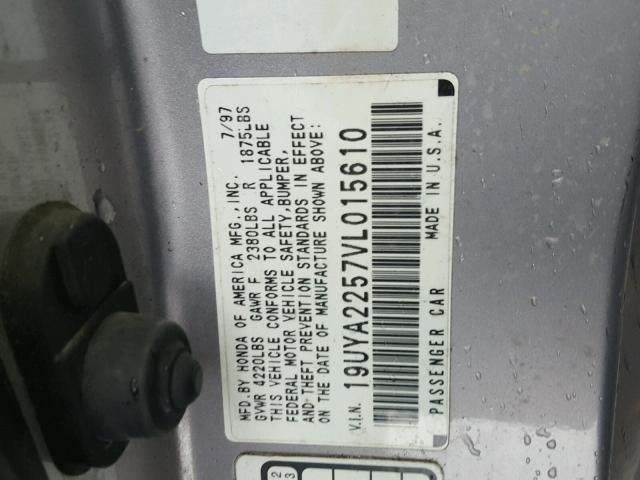 MFD.BY HONDA OF AMERICA MFG.,INC. 7/97
GVWR 4220LBS GAWR F 2380LBS R 1875LBS
THIS VEHICLE CONFORMS TO ALL APPLICABLE
FEDERAL MOTOR VEHICLE SAFETY,BUMPER,
AND THEFT PREVENTION STANDARDS IN EFFECT
ON THE DATE OF MANUFACTURE SHOWN ABOVE:
V.I.N. 19UYA2257VL015610
PASSENGER CAR MADE IN U.S.A.
2
3